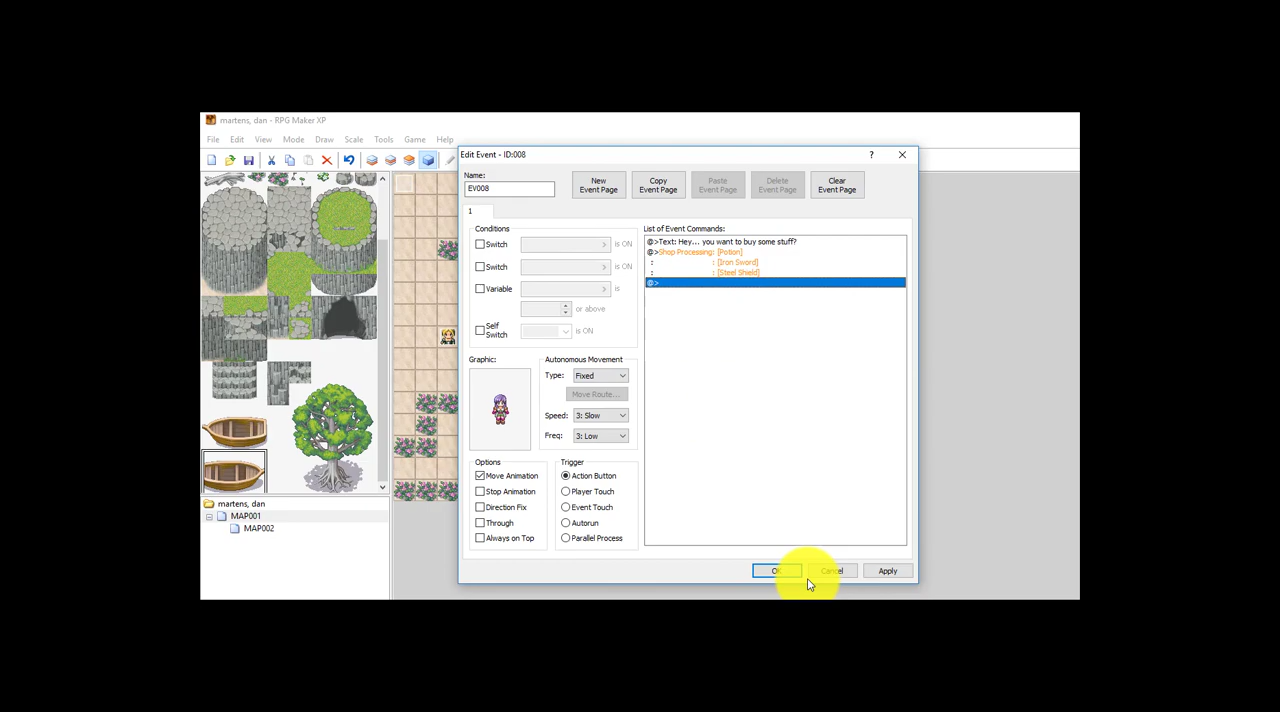 martens, dan - RPG Maker XP
File Edit View Mode Draw Scale Tools Game Help
Edit Event - ID:008
?
Name:
EV008
New
Event Page
Copy
Event Page
Paste
Event Page
Delete
Event Page
Clear
Event Page
1
Conditions
Switch > is ON
Switch > is ON
Variable > is
or above
Self
Switch is ON
Graphic:
Autonomous Movement
Type: Fixed
Move Route...
Speed: 3: Slow
Freq: 3: Low
Options
Move Animation
Stop Animation
Direction Fix
Through
Always on Top
Trigger
Action Button
Player Touch
Event Touch
Autorun
Parallel Process
List of Event Commands:
@>Text: Hey... you want to buy some stuff?
@>Shop Processing: [Potion]
: : [Iron Sword]
: : [Steel Shield]
@>
OK Cancel Apply
martens, dan
MAP001
MAP002